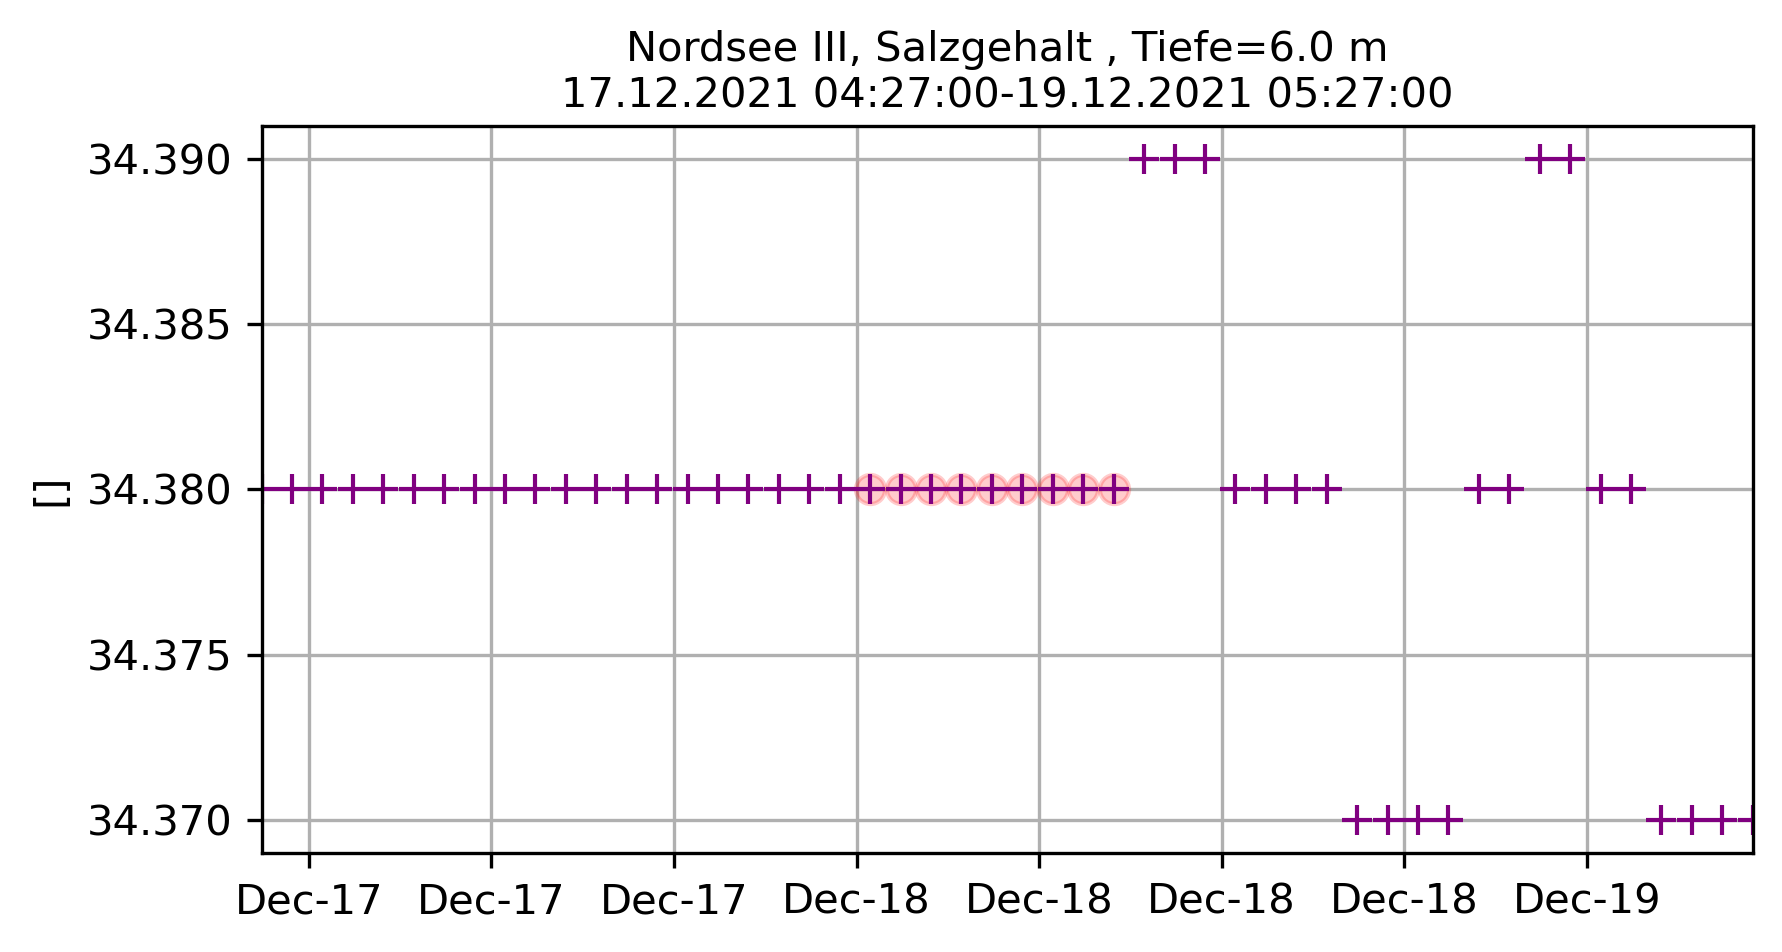 Nordsee III, Salzgehalt , Tiefe=6.0 m
17.12.2021 04:27:00-19.12.2021 05:27:00
34.390
34.385
34.380
34.375
34.370
[]
Dec-17 Dec-17 Dec-17 Dec-18 Dec-18 Dec-18 Dec-18 Dec-19